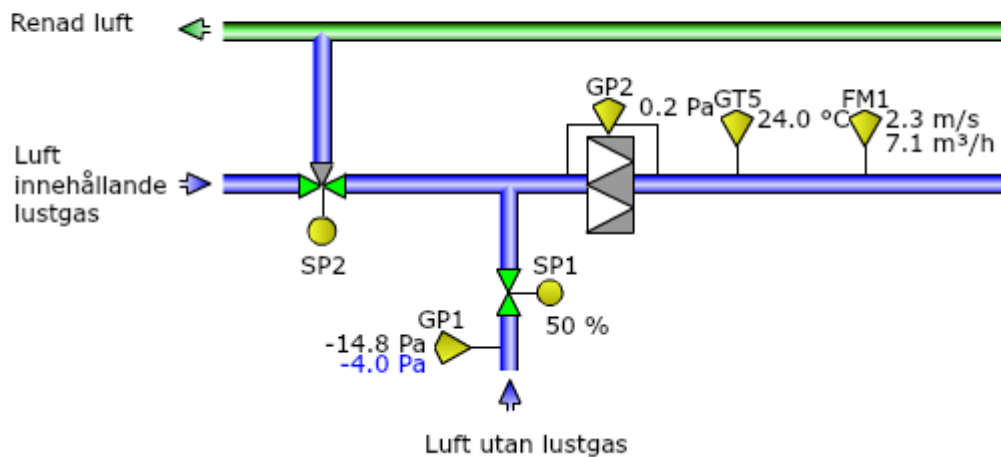 Renad luft
GP2
0.2 Pa
GT5
24.0 °C
FM1
2.3 m/s
7.1 m³/h
Luft
innehållande
lustgas
SP2
SP1
50 %
GP1
-14.8 Pa
-4.0 Pa
Luft utan lustgas